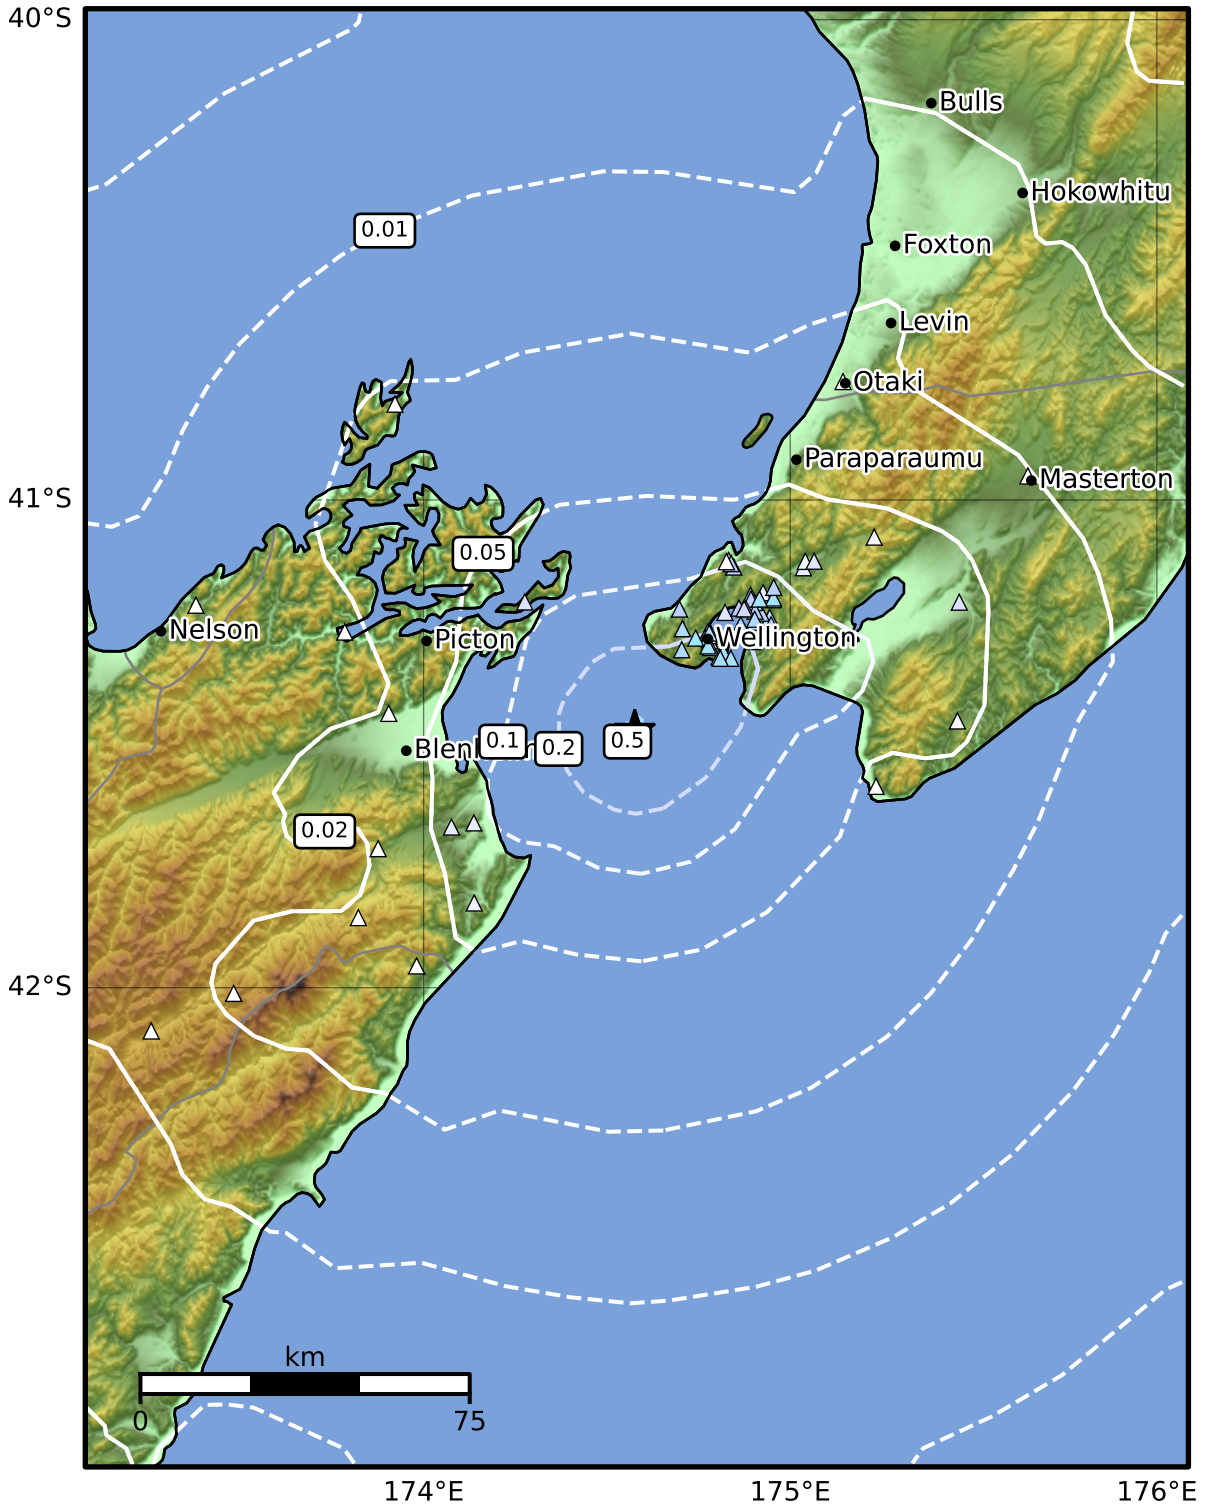 40°S
Bulls
Hokowhitu
0.01
Foxton
Levin
Otaki
Paraparaumu
Masterton
41°S
0.05
Nelson
Picton
Wellington
0.1
0.2
0.5
0.02
42°S
km
0
75
174°E
175°E
176°E